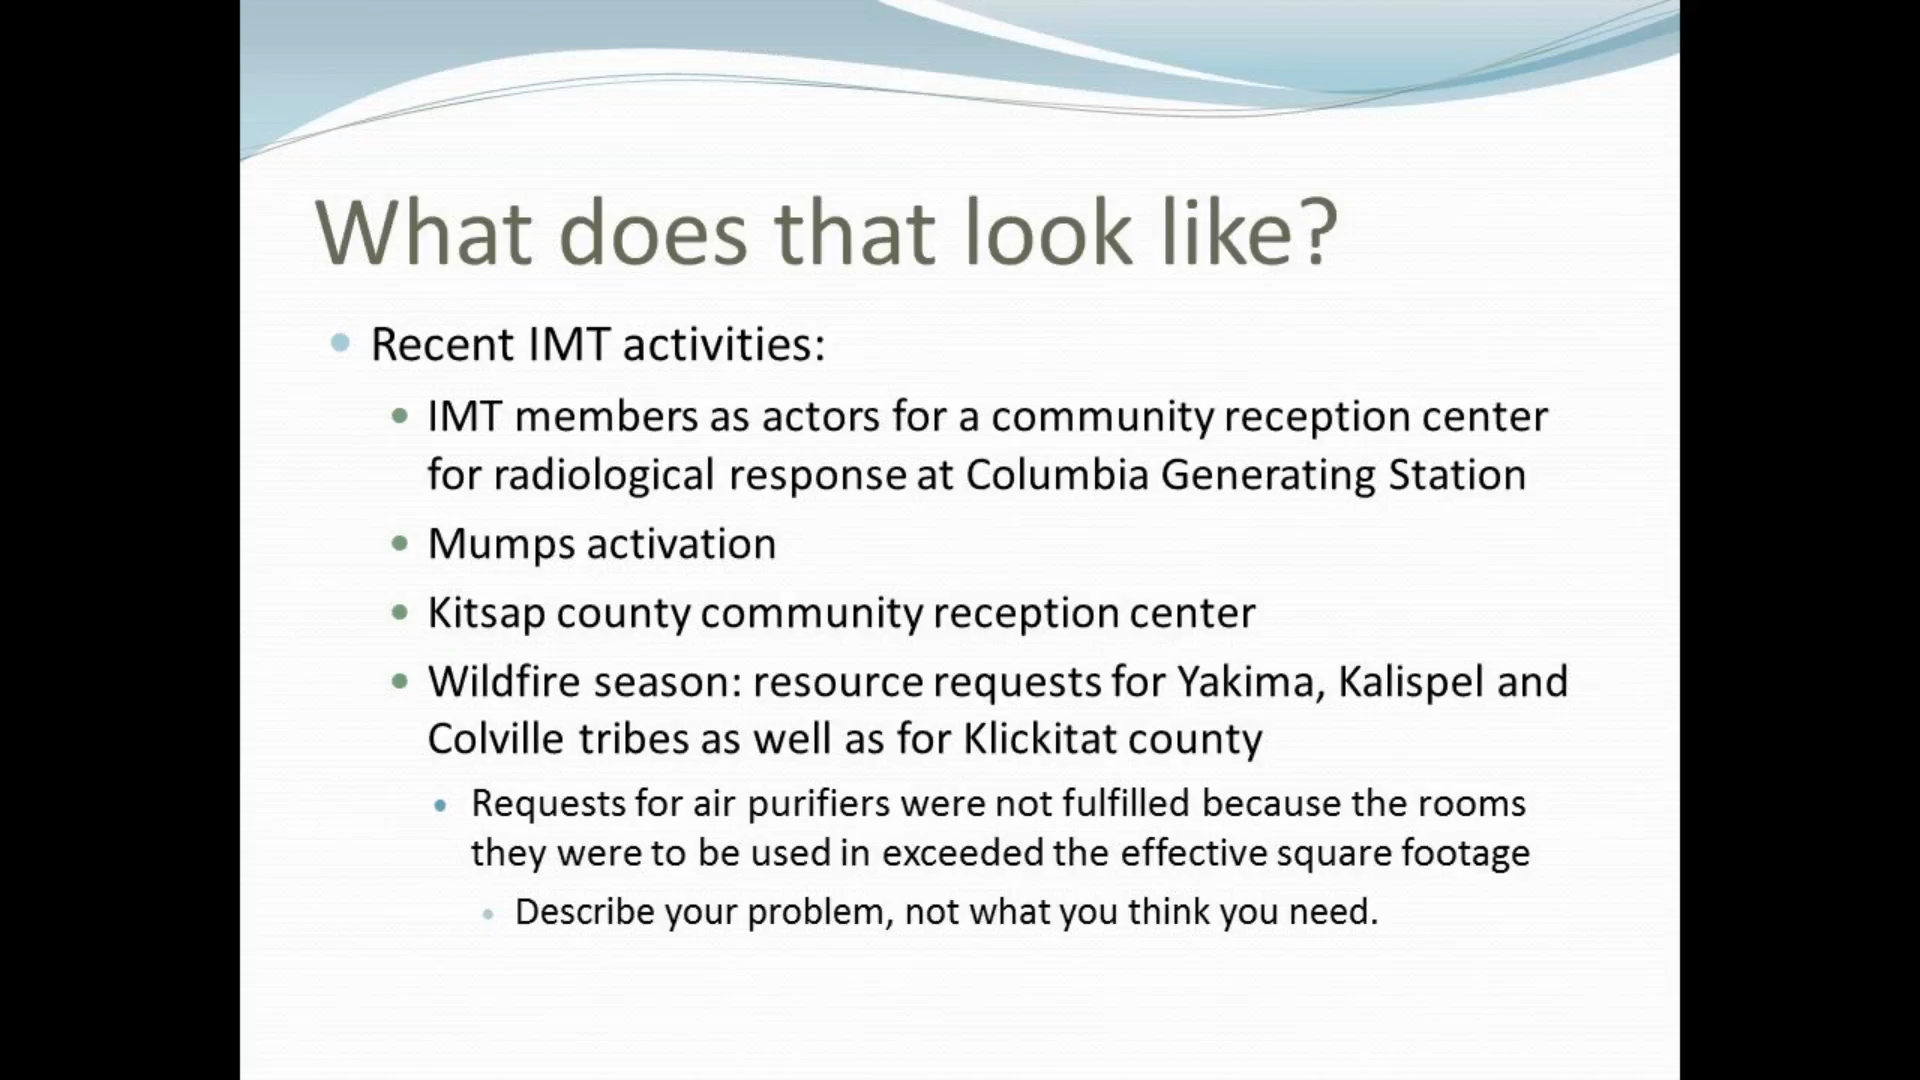 What does that look like?
Recent IMT activities:
IMT members as actors for a community reception center
for radiological response at Columbia Generating Station
Mumps activation
Kitsap county community reception center
Wildfire season: resource requests for Yakima, Kalispel and
Colville tribes as well as for Klickitat county
Requests for air purifiers were not fulfilled because the rooms
they were to be used in exceeded the effective square footage
Describe your problem, not what you think you need.